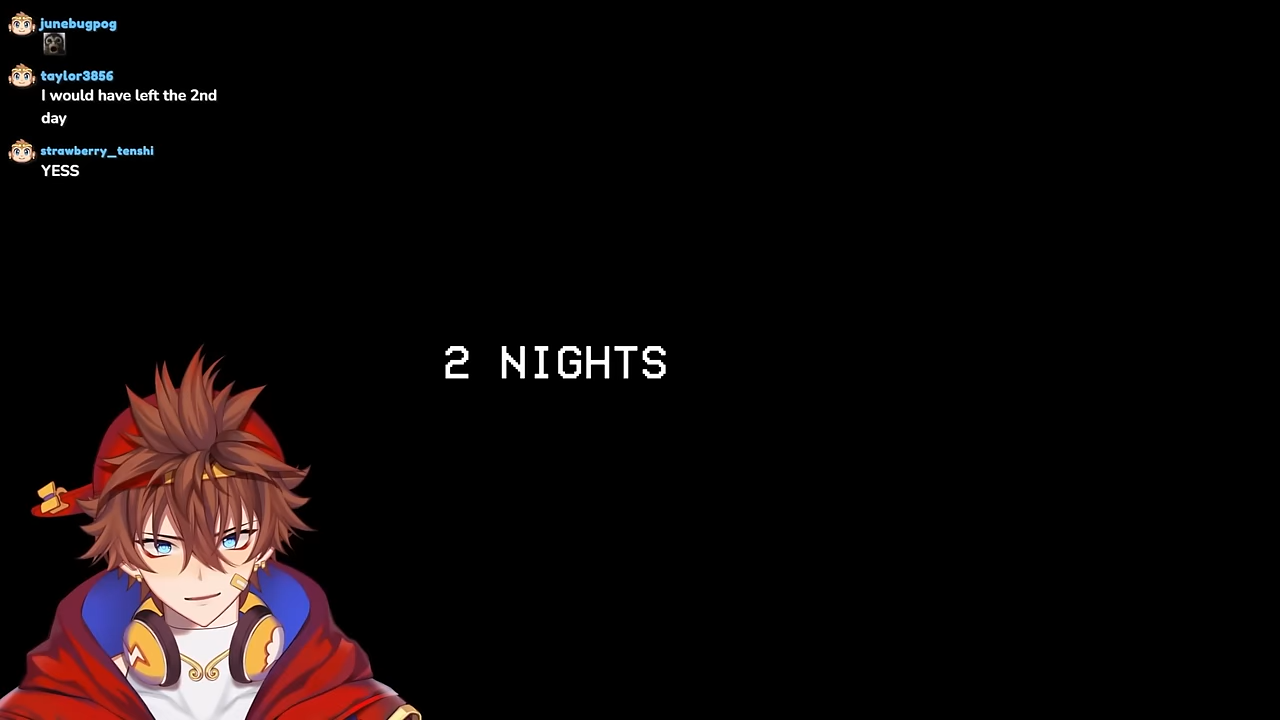 junebugpog
taylor3856
I would have left the 2nd
day
strawberry_tenshi
YESS
2 NIGHTS